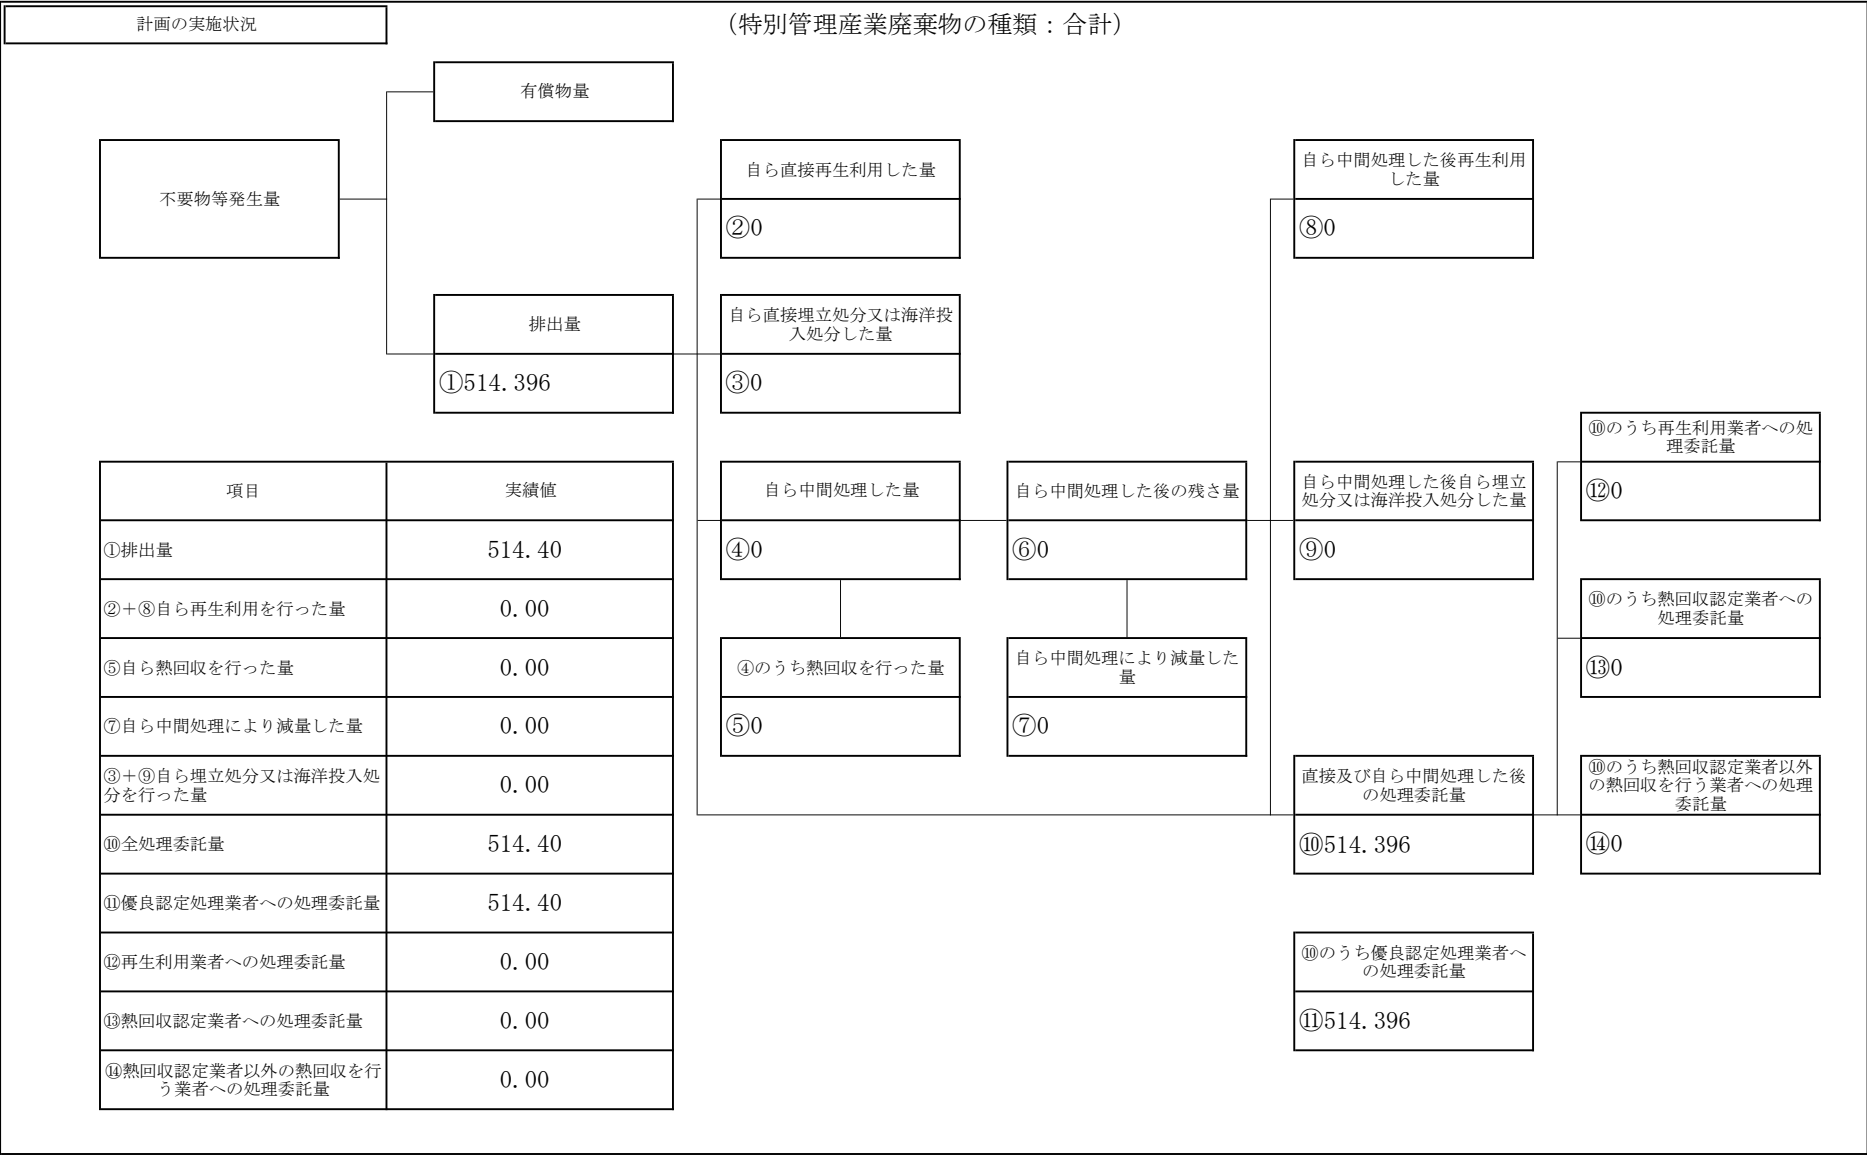 計画の実施状況
（特別管理産業廃棄物の種類：合計）
有償物量
不要物等発生量
自ら直接再生利用した量
②0
自ら中間処理した後再生利用
した量
⑧0
排出量
①514.396
自ら直接埋立処分又は海洋投
入処分した量
③0
⑩のうち再生利用業者への処
理委託量
⑫0
自ら中間処理した量
④0
自ら中間処理した後の残さ量
⑥0
自ら中間処理した後自ら埋立
処分又は海洋投入処分した量
⑨0
⑩のうち熱回収認定業者への
処理委託量
⑬0
④のうち熱回収を行った量
⑤0
自ら中間処理により減量した
量
⑦0
直接及び自ら中間処理した後
の処理委託量
⑩514.396
⑩のうち熱回収認定業者以外
の熱回収を行う業者への処理
委託量
⑭0
⑩のうち優良認定処理業者へ
の処理委託量
⑪514.396
項目 実績値
①排出量 514.40
②＋⑧自ら再生利用を行った量 0.00
⑤自ら熱回収を行った量 0.00
⑦自ら中間処理により減量した量 0.00
③＋⑨自ら埋立処分又は海洋投入処
分を行った量 0.00
⑩全処理委託量 514.40
⑪優良認定処理業者への処理委託量 514.40
⑫再生利用業者への処理委託量 0.00
⑬熱回収認定業者への処理委託量 0.00
⑭熱回収認定業者以外の熱回収を行
う業者への処理委託量 0.00